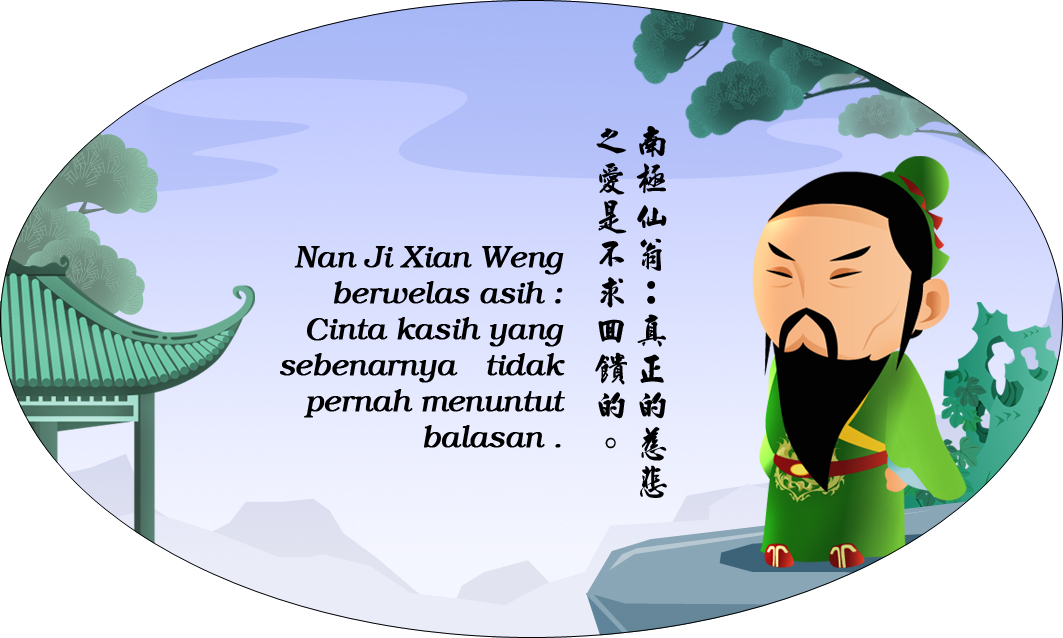 南極仙翁：真正的慈悲
之愛是不求回饋的。
Nan Ji Xian Weng
berwelas asih :
Cinta kasih yang
sebenarnya tidak
pernah menuntut
balasan .